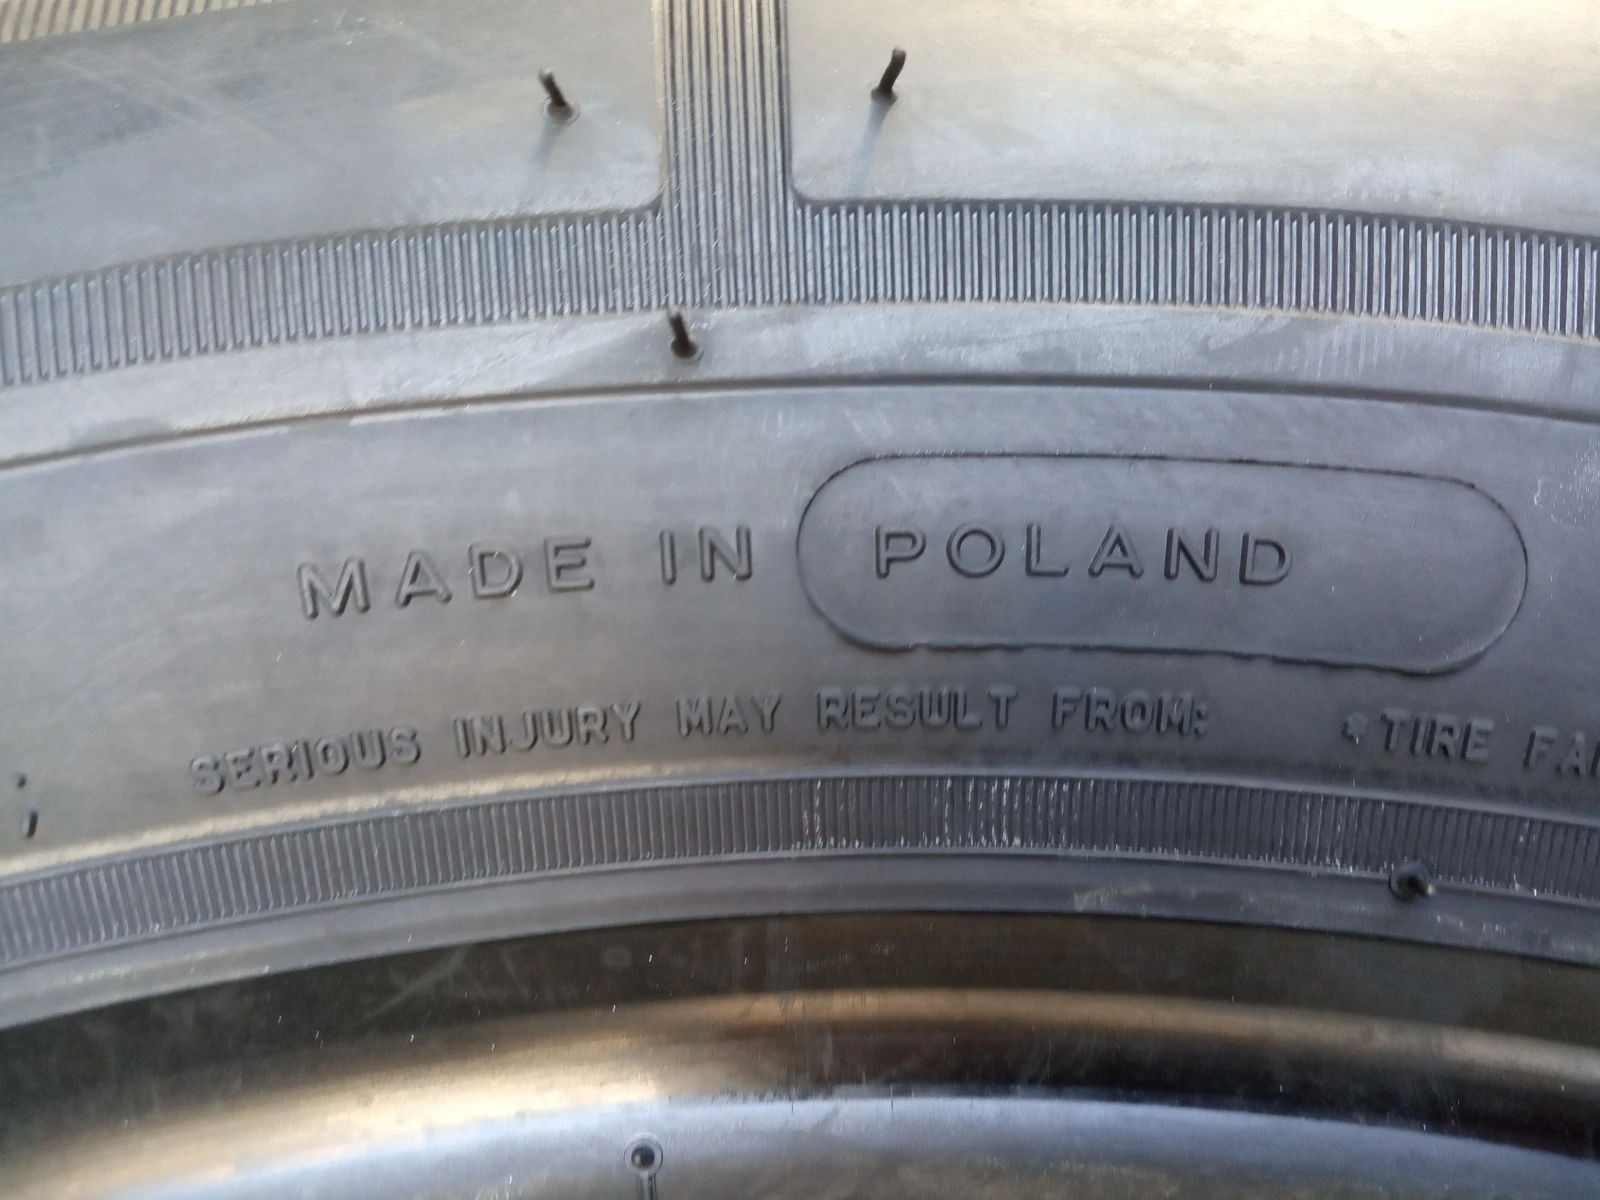 MADE IN POLAND
SERIOUS INJURY MAY RESULT FROM: *TIRE